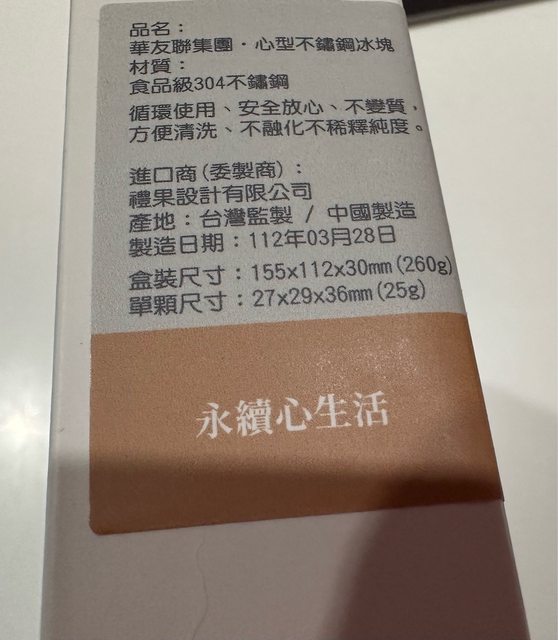 品名：
華友聯集團・心型不鏽鋼冰塊
材質：
食品級304不鏽鋼
循環使用、安全放心、不變質，
方便清洗、不融化不稀釋純度。
進口商(委製商)：
禮果設計有限公司
產地：台灣監製 / 中國製造
製造日期：112年03月28日
盒裝尺寸：155x112x30mm(260g)
單顆尺寸：27x29x36mm(25g)
永續心生活